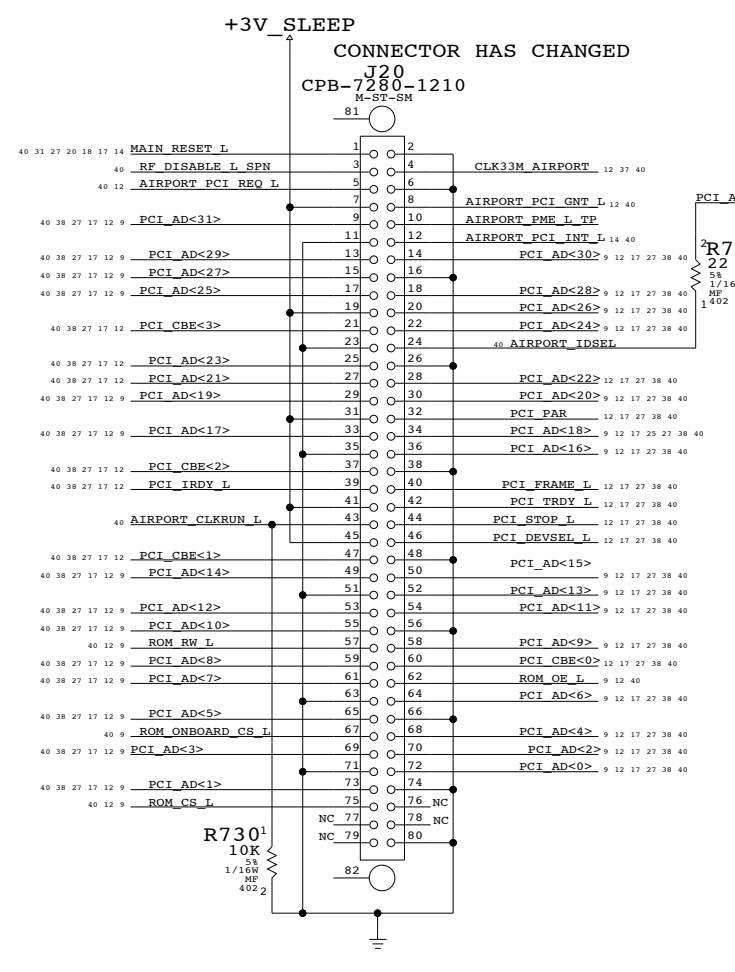 +3V_SLEEP
CONNECTOR HAS CHANGED
J20
CPB-7280-1210
M-ST-SM
81
40 31 27 20 18 17 14 MAIN_RESET_L 1 2
40 RF_DISABLE_L_SPN 3 4 CLK33M_AIRPORT 12 37 40
40 12 AIRPORT_PCI_REQ_L 5 6
7 8 AIRPORT_PCI_GNT_L 12 40
PCI_A
40 38 27 17 12 9 PCI_AD<31> 9 10 AIRPORT_PME_L_TP
11 12 AIRPORT_PCI_INT_L 14 40
40 38 27 17 12 9 PCI_AD<29> 13 14 PCI_AD<30> 9 12 17 27 38 40
40 38 27 17 12 9 PCI_AD<27> 15 16
40 38 27 17 12 9 PCI_AD<25> 17 18 PCI_AD<28> 9 12 17 27 38 40
2 R7
22
5%
1/16
MF
1 402
19 20 PCI_AD<26> 9 12 17 27 38 40
40 38 27 17 12 PCI_CBE<3> 21 22 PCI_AD<24> 9 12 17 27 38 40
23 24 40 AIRPORT_IDSEL
40 38 27 17 12 PCI_AD<23> 25 26
40 38 27 17 12 PCI_AD<21> 27 28 PCI_AD<22> 12 17 27 38 40
40 38 27 17 12 9 PCI_AD<19> 29 30 PCI_AD<20> 9 12 17 27 38 40
31 32 PCI_PAR 12 17 27 38 40
40 38 27 17 12 9 PCI_AD<17> 33 34 PCI_AD<18> 9 12 17 25 27 38 40
35 36 PCI_AD<16> 9 12 17 27 38 40
40 38 27 17 12 PCI_CBE<2> 37 38
40 38 27 17 12 PCI_IRDY_L 39 40 PCI_FRAME_L 12 17 27 38 40
41 42 PCI_TRDY_L 12 17 27 38 40
40 AIRPORT_CLKRUN_L 43 44 PCI_STOP_L 12 17 27 38 40
45 46 PCI_DEVSEL_L 12 17 27 38 40
40 38 27 17 12 PCI_CBE<1> 47 48
40 38 27 17 12 9 PCI_AD<14> 49 50 PCI_AD<15> 9 12 17 27 38 40
51 52 PCI_AD<13> 9 12 17 27 38 40
40 38 27 17 12 9 PCI_AD<12> 53 54 PCI_AD<11> 9 12 17 27 38 40
40 38 27 17 12 9 PCI_AD<10> 55 56
40 12 9 ROM_RW_L 57 58 PCI_AD<9> 9 12 17 27 38 40
40 38 27 17 12 9 PCI_AD<8> 59 60 PCI_CBE<0> 12 17 27 38 40
40 38 27 17 12 9 PCI_AD<7> 61 62 ROM_OE_L 9 12 40
63 64 PCI_AD<6> 9 12 17 27 38 40
40 38 27 17 12 9 PCI_AD<5> 65 66
40 9 ROM_ONBOARD_CS_L 67 68 PCI_AD<4> 9 12 17 27 38 40
40 38 27 17 12 9 PCI_AD<3> 69 70 PCI_AD<2> 9 12 17 27 38 40
71 72 PCI_AD<0> 9 12 17 27 38 40
40 38 27 17 12 9 PCI_AD<1> 73 74
40 12 9 ROM_CS_L 75 76 NC
NC 77 78 NC
NC 79 80
R730 1
10K
5%
1/16W
MF
402 2
82